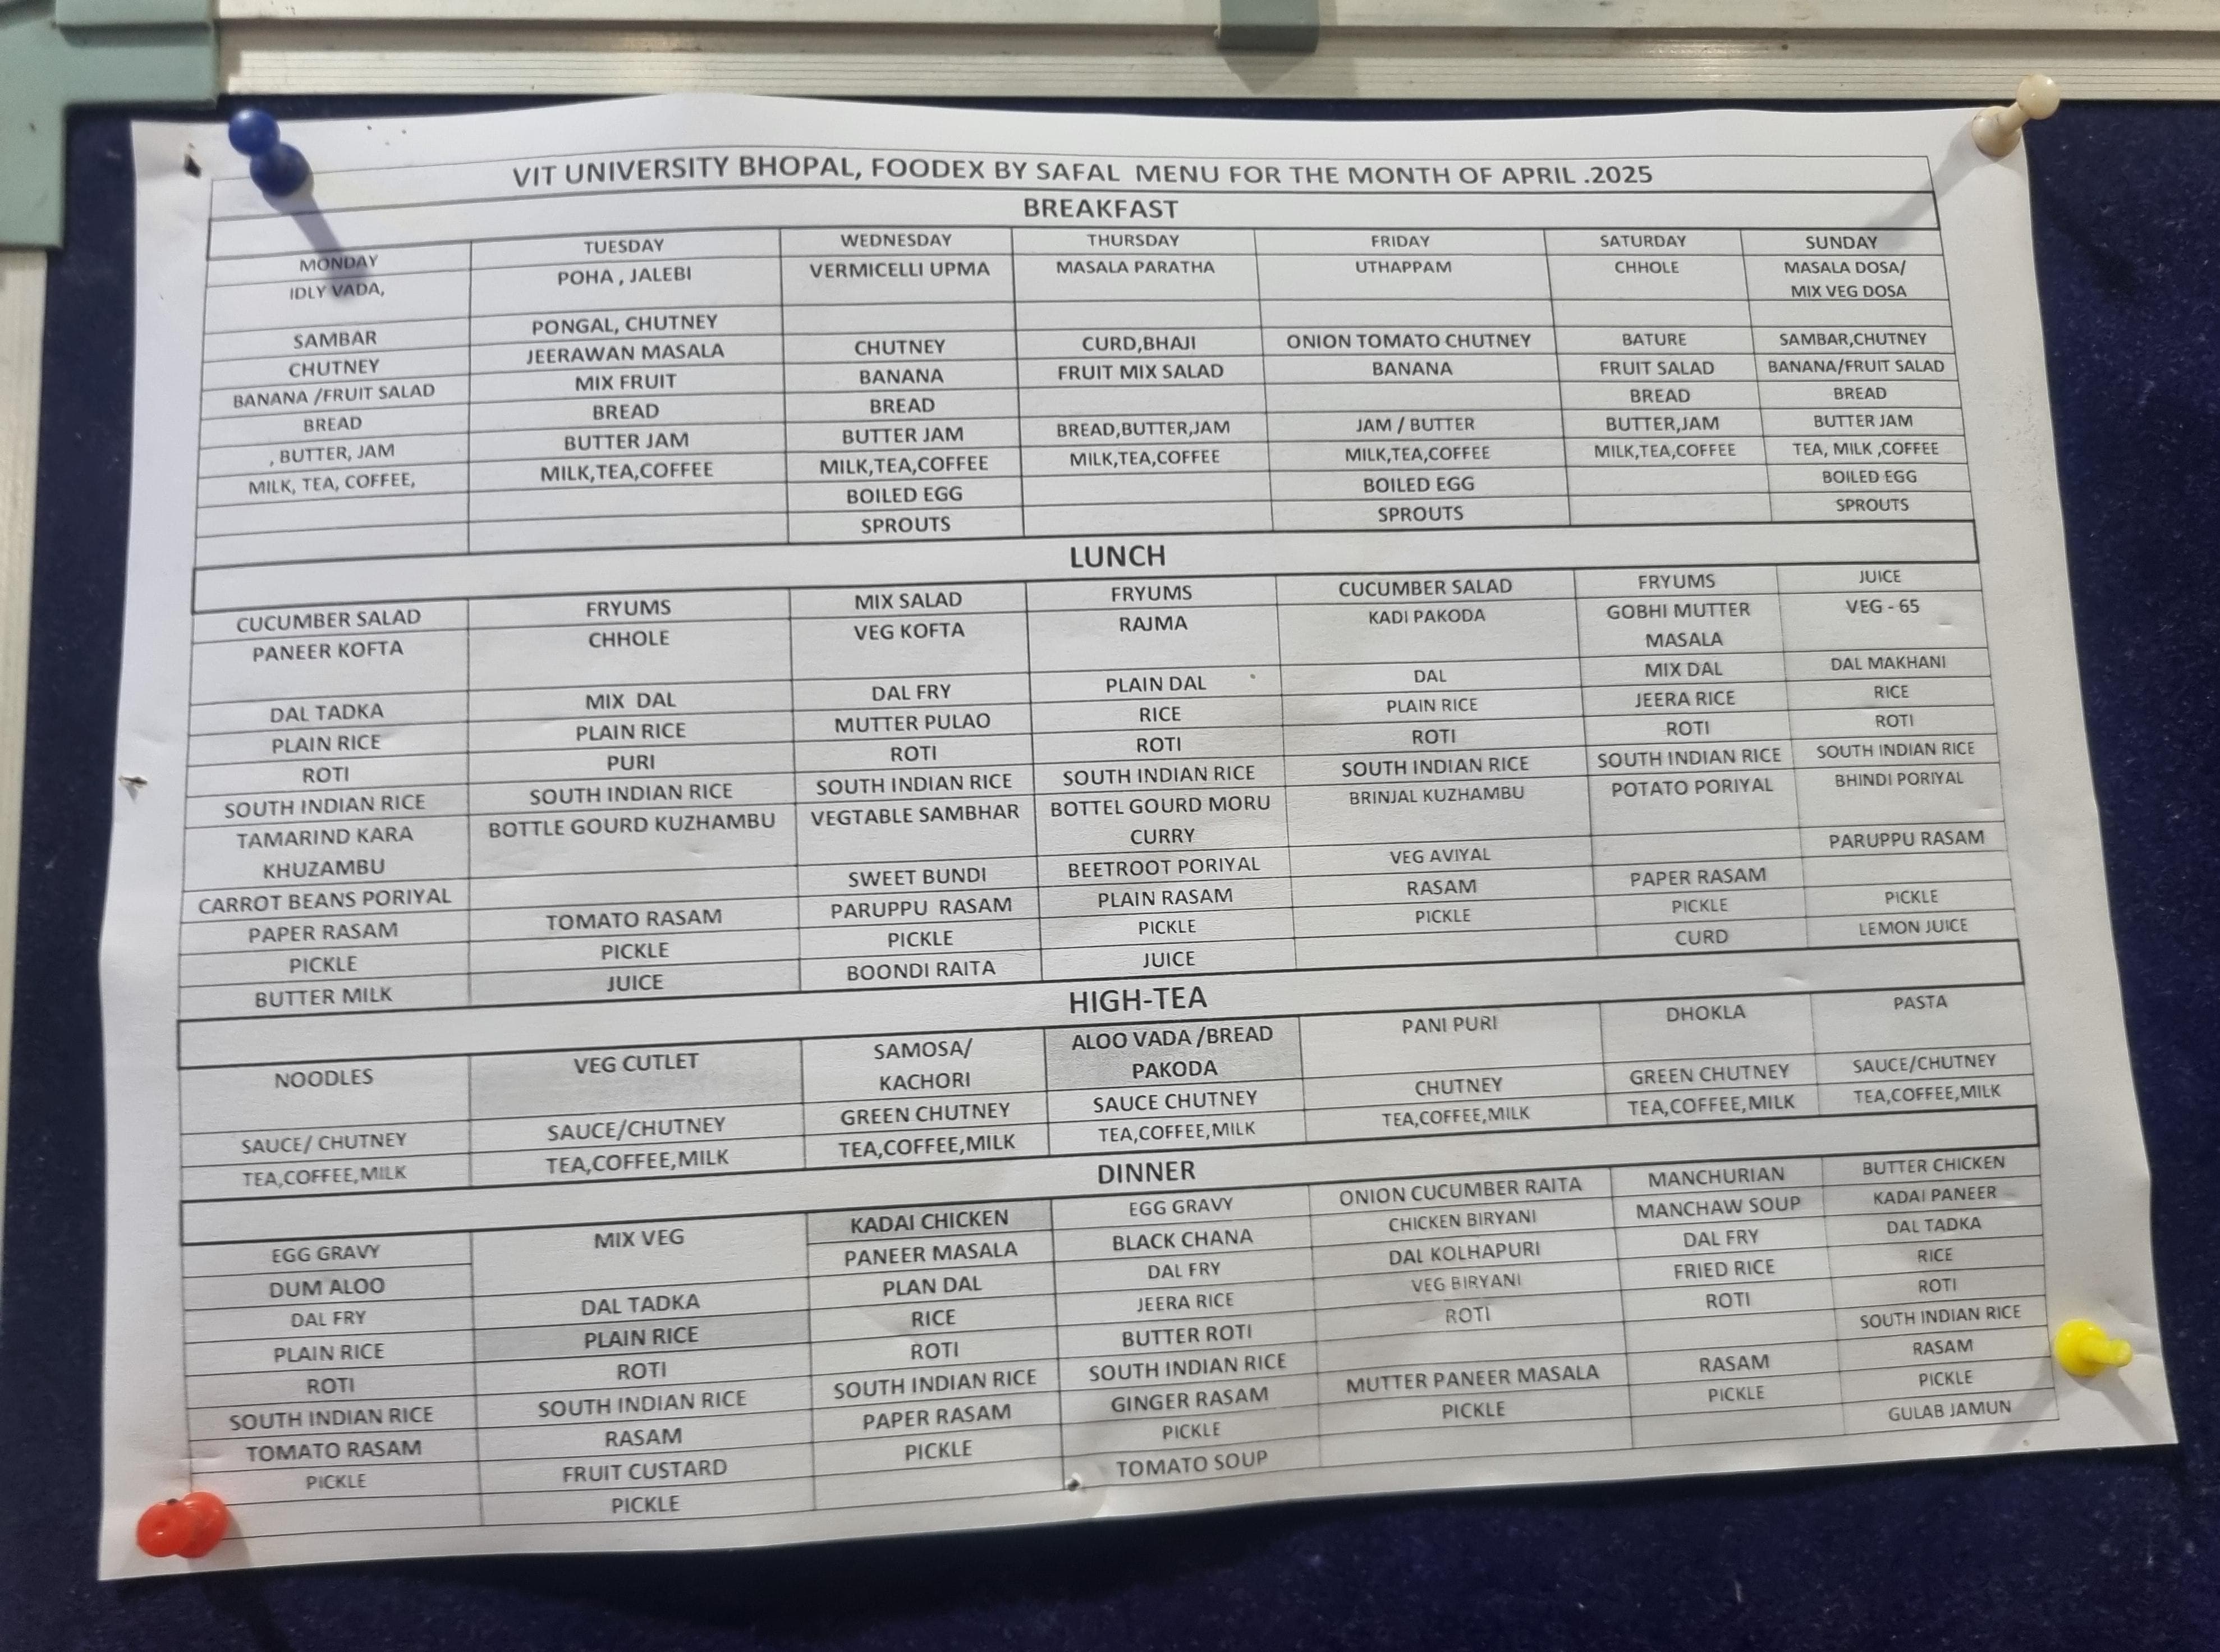 VIT UNIVERSITY BHOPAL, FOODEX BY SAFAL MENU FOR THE MONTH OF APRIL .2025
BREAKFAST
MONDAY TUESDAY WEDNESDAY THURSDAY FRIDAY SATURDAY SUNDAY
IDLY VADA, POHA , JALEBI VERMICELLI UPMA MASALA PARATHA UTHAPPAM CHHOLE MASALA DOSA/
MIX VEG DOSA
SAMBAR PONGAL, CHUTNEY
CHUTNEY JEERAWAN MASALA CHUTNEY CURD,BHAJI ONION TOMATO CHUTNEY BATURE SAMBAR,CHUTNEY
BANANA /FRUIT SALAD MIX FRUIT BANANA FRUIT MIX SALAD BANANA FRUIT SALAD BANANA/FRUIT SALAD
BREAD BREAD BREAD BREAD BREAD
, BUTTER, JAM BUTTER JAM BUTTER JAM BREAD,BUTTER,JAM JAM / BUTTER BUTTER,JAM BUTTER JAM
MILK, TEA, COFFEE, MILK,TEA,COFFEE MILK,TEA,COFFEE MILK,TEA,COFFEE MILK,TEA,COFFEE MILK,TEA,COFFEE TEA, MILK ,COFFEE
BOILED EGG BOILED EGG BOILED EGG
SPROUTS SPROUTS SPROUTS
LUNCH
CUCUMBER SALAD FRYUMS MIX SALAD FRYUMS CUCUMBER SALAD FRYUMS JUICE
PANEER KOFTA CHHOLE VEG KOFTA RAJMA KADI PAKODA GOBHI MUTTER VEG - 65
MASALA
DAL TADKA MIX DAL DAL FRY PLAIN DAL DAL MIX DAL DAL MAKHANI
PLAIN RICE PLAIN RICE MUTTER PULAO RICE PLAIN RICE JEERA RICE RICE
ROTI PURI ROTI ROTI ROTI ROTI ROTI
SOUTH INDIAN RICE SOUTH INDIAN RICE SOUTH INDIAN RICE SOUTH INDIAN RICE SOUTH INDIAN RICE SOUTH INDIAN RICE SOUTH INDIAN RICE
TAMARIND KARA BOTTLE GOURD KUZHAMBU VEGTABLE SAMBHAR BOTTEL GOURD MORU BRINJAL KUZHAMBU POTATO PORIYAL BHINDI PORIYAL
KHUZAMBU CURRY
CARROT BEANS PORIYAL SWEET BUNDI BEETROOT PORIYAL VEG AVIYAL PARUPPU RASAM
PAPER RASAM TOMATO RASAM PARUPPU RASAM PLAIN RASAM RASAM PAPER RASAM
PICKLE PICKLE PICKLE PICKLE PICKLE PICKLE PICKLE
BUTTER MILK JUICE BOONDI RAITA JUICE CURD LEMON JUICE
HIGH-TEA
NOODLES VEG CUTLET SAMOSA/ ALOO VADA /BREAD PANI PURI DHOKLA PASTA
KACHORI PAKODA
SAUCE/ CHUTNEY SAUCE/CHUTNEY GREEN CHUTNEY SAUCE CHUTNEY CHUTNEY GREEN CHUTNEY SAUCE/CHUTNEY
TEA,COFFEE,MILK TEA,COFFEE,MILK TEA,COFFEE,MILK TEA,COFFEE,MILK TEA,COFFEE,MILK TEA,COFFEE,MILK TEA,COFFEE,MILK
DINNER
EGG GRAVY MIX VEG KADAI CHICKEN EGG GRAVY ONION CUCUMBER RAITA MANCHURIAN BUTTER CHICKEN
DUM ALOO PANEER MASALA BLACK CHANA CHICKEN BIRYANI MANCHAW SOUP KADAI PANEER
DAL FRY DAL TADKA PLAN DAL DAL FRY DAL KOLHAPURI DAL FRY DAL TADKA
PLAIN RICE PLAIN RICE RICE JEERA RICE VEG BIRYANI FRIED RICE RICE
ROTI ROTI ROTI BUTTER ROTI ROTI ROTI ROTI
SOUTH INDIAN RICE SOUTH INDIAN RICE SOUTH INDIAN RICE SOUTH INDIAN RICE SOUTH INDIAN RICE
TOMATO RASAM RASAM PAPER RASAM GINGER RASAM MUTTER PANEER MASALA RASAM RASAM
PICKLE FRUIT CUSTARD PICKLE PICKLE PICKLE PICKLE PICKLE
PICKLE TOMATO SOUP GULAB JAMUN